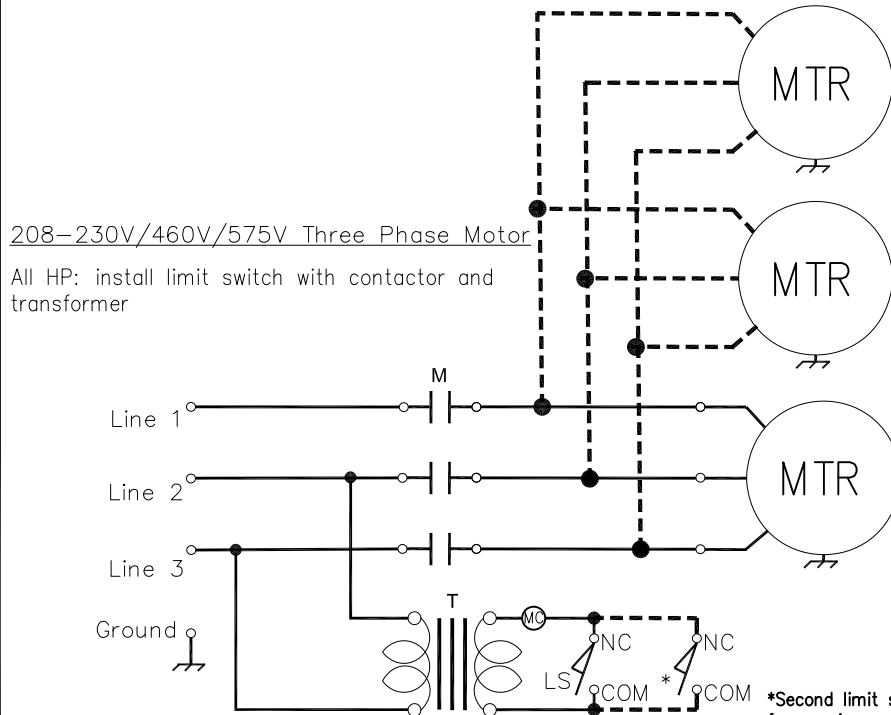 MTR
208-230V/460V/575V Three Phase Motor
MTR
All HP: install limit switch with contactor and
transformer
M
Line 1
Line 2
MTR
Line 3
T
Ground
MC
NC
NC
LS
*
COM
COM
*Second limit s